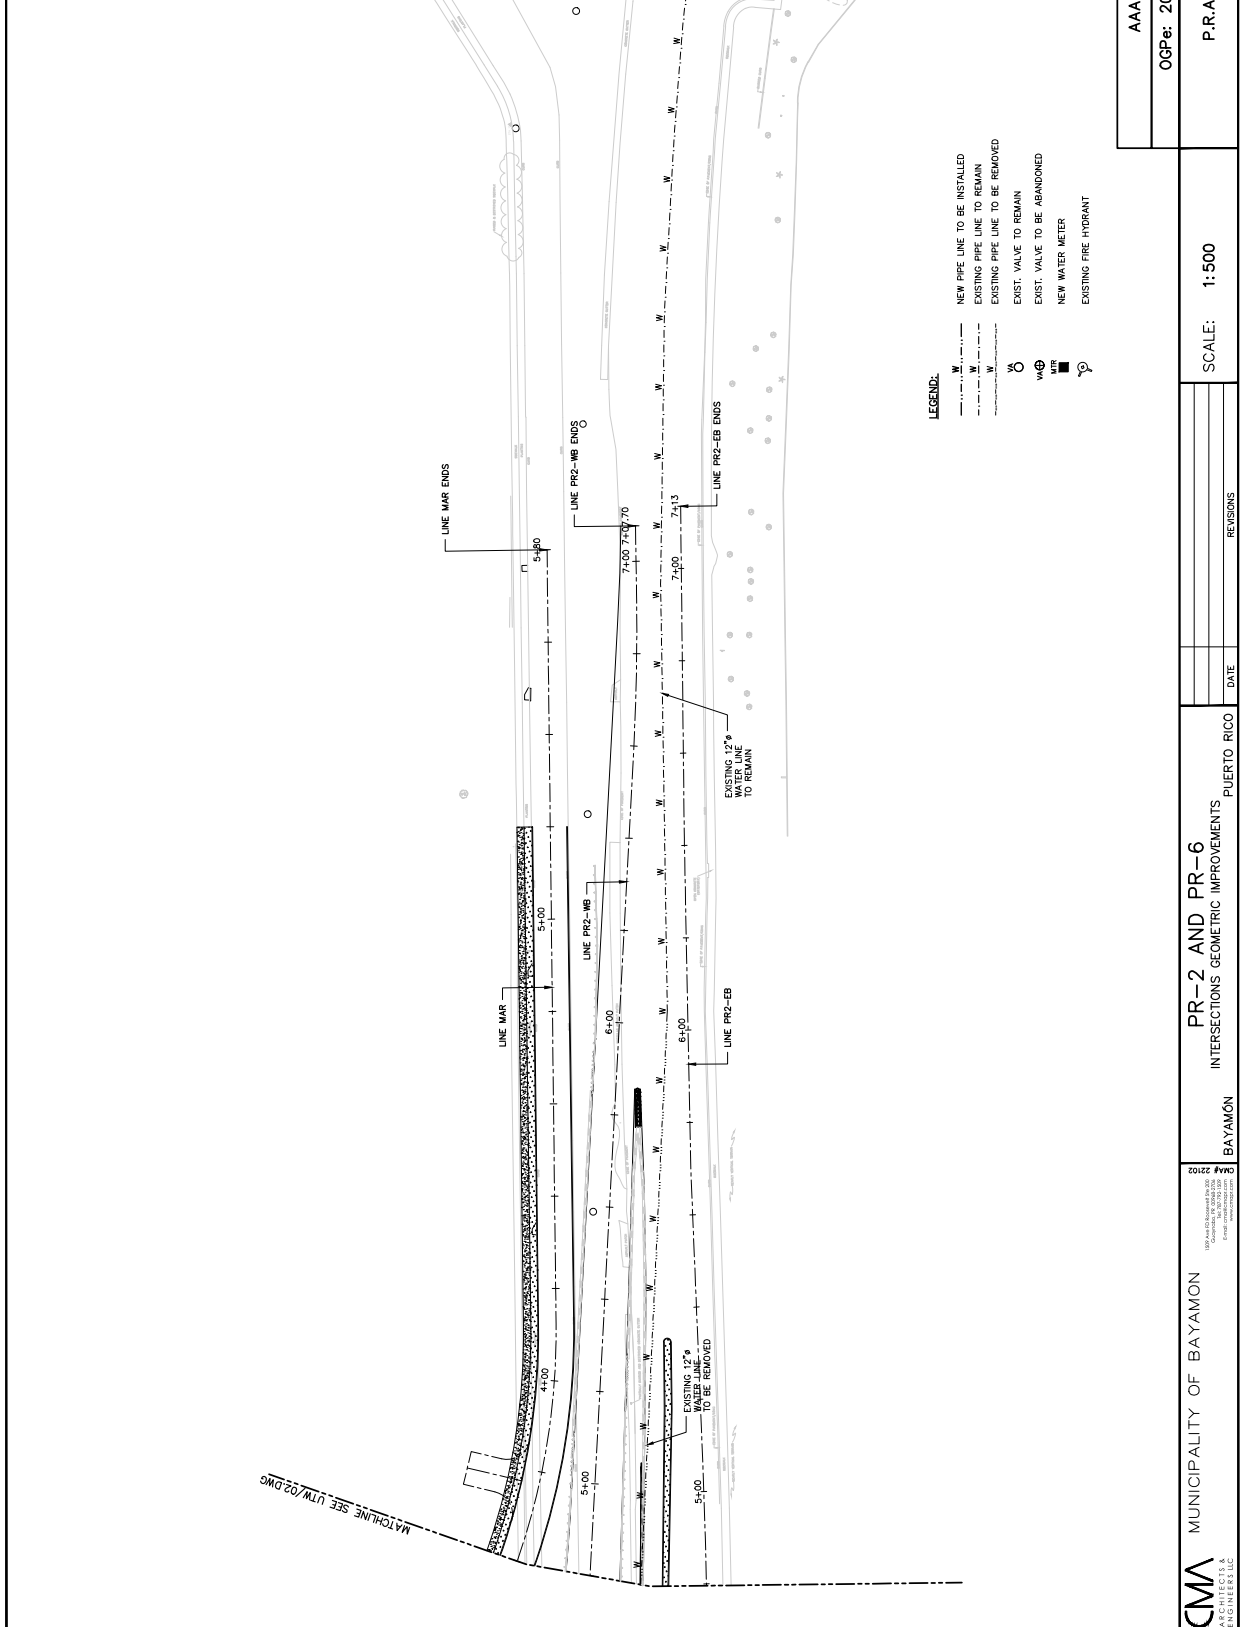 MATCHLINE SEE UTW/02.DWG
LINE MAR
LINE MAR ENDS
4+00
5+00
5+80
LINE PR2-WB
LINE PR2-WB ENDS
5+00
6+00
7+00
7+07.70
LINE PR2-EB
LINE PR2-EB ENDS
5+00
6+00
7+00
7+13
EXISTING 12"ø
WATER LINE
TO BE REMOVED
EXISTING 12"ø
WATER LINE
TO REMAIN
LEGEND:
W NEW PIPE LINE TO BE INSTALLED
W EXISTING PIPE LINE TO REMAIN
W EXISTING PIPE LINE TO BE REMOVED
VA EXIST. VALVE TO REMAIN
VA EXIST. VALVE TO BE ABANDONED
MTR NEW WATER METER
EXISTING FIRE HYDRANT
AAA
OGPe: 20
P.R.A
SCALE: 1:500
DATE REVISIONS
PR-2 AND PR-6
INTERSECTIONS GEOMETRIC IMPROVEMENTS
BAYAMÓN PUERTO RICO
CMA# 22102
MUNICIPALITY OF BAYAMON
CMA
ARCHITECTS &
ENGINEERS LLC